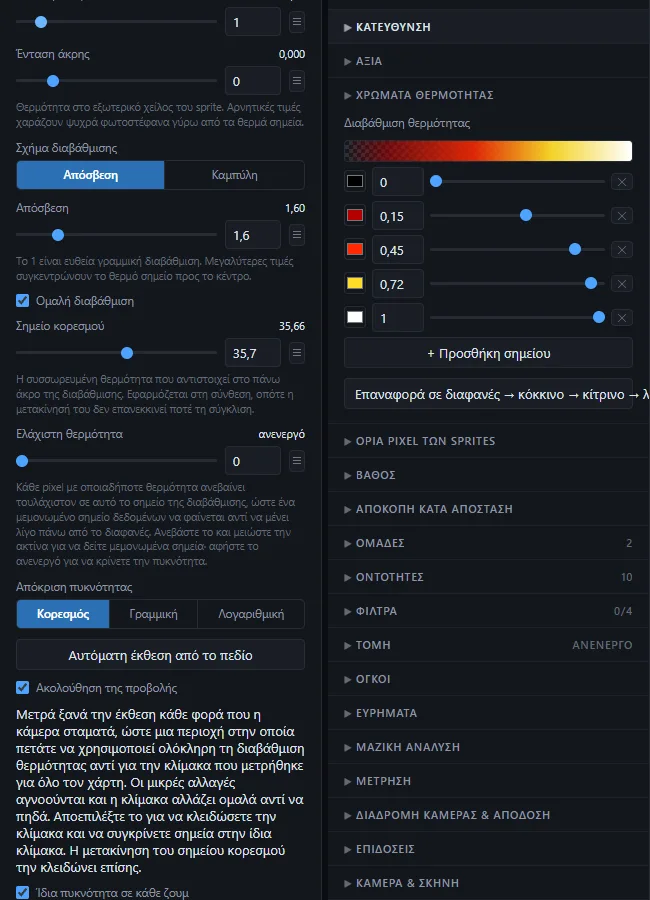 1
Ένταση άκρης 0,000
0
Θερμότητα στο εξωτερικό χείλος του sprite. Αρνητικές τιμές
χαράζουν ψυχρά φωτοστέφανα γύρω από τα θερμά σημεία.
Σχήμα διαβάθμισης
Απόσβεση Καμπύλη
Απόσβεση 1,60
1,6
Το 1 είναι ευθεία γραμμική διαβάθμιση. Μεγαλύτερες τιμές
συγκεντρώνουν το θερμό σημείο προς το κέντρο.
Ομαλή διαβάθμιση
Σημείο κορεσμού 35,66
35,7
Η συσσωρευμένη θερμότητα που αντιστοιχεί στο πάνω
άκρο της διαβάθμισης. Εφαρμόζεται στη σύνθεση, οπότε η
μετακίνησή του δεν επανεκκινεί ποτέ τη σύγκλιση.
Ελάχιστη θερμότητα ανενεργό
0
Κάθε pixel με οποιαδήποτε θερμότητα ανεβαίνει
τουλάχιστον σε αυτό το σημείο της διαβάθμισης, ώστε ένα
μεμονωμένο σημείο δεδομένων να φαίνεται αντί να μένει
λίγο πάνω από το διαφανές. Ανεβάστε το και μειώστε την
ακτίνα για να δείτε μεμονωμένα σημεία· αφήστε το
ανενεργό για να κρίνετε την πυκνότητα.
Απόκριση πυκνότητας
Κορεσμός Γραμμική Λογαριθμική
Αυτόματη έκθεση από το πεδίο
Ακολούθηση της προβολής
Μετρά ξανά την έκθεση κάθε φορά που η
κάμερα σταματά, ώστε μια περιοχή στην οποία
πετάτε να χρησιμοποιεί ολόκληρη τη διαβάθμιση
θερμότητας αντί για την κλίμακα που μετρήθηκε
για όλο τον χάρτη. Οι μικρές αλλαγές
αγνοούνται και η κλίμακα αλλάζει ομαλά αντί να
πηδά. Αποεπιλέξτε το για να κλειδώσετε την
κλίμακα και να συγκρίνετε σημεία στην ίδια
κλίμακα. Η μετακίνηση του σημείου κορεσμού
την κλειδώνει επίσης.
Ίδια πυκνότητα σε κάθε ζουμ
ΚΑΤΕΥΘΥΝΣΗ
ΑΞΙΑ
ΧΡΩΜΑΤΑ ΘΕΡΜΟΤΗΤΑΣ
Διαβάθμιση θερμότητας
0
0,15
0,45
0,72
1
+ Προσθήκη σημείου
Επαναφορά σε διαφανές → κόκκινο → κίτρινο → λ
ΟΡΙΑ PIXEL ΤΩΝ SPRITES
ΒΑΘΟΣ
ΑΠΟΚΟΠΗ ΚΑΤΑ ΑΠΟΣΤΑΣΗ
ΟΜΑΔΕΣ 2
ΟΝΤΟΤΗΤΕΣ 10
ΦΙΛΤΡΑ 0/4
ΤΟΜΗ ΑΝΕΝΕΡΓΟ
ΟΓΚΟΙ
ΕΥΡΗΜΑΤΑ
ΜΑΖΙΚΗ ΑΝΑΛΥΣΗ
ΜΕΤΡΗΣΗ
ΔΙΑΔΡΟΜΗ ΚΑΜΕΡΑΣ & ΑΠΟΔΟΣΗ
ΕΠΙΔΟΣΕΙΣ
ΚΑΜΕΡΑ & ΣΚΗΝΗ